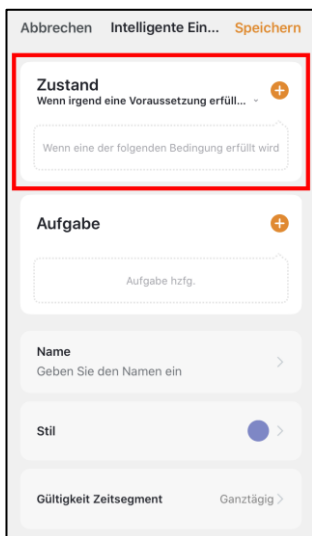 Abbrechen Intelligente Ein... Speichern
Zustand
Wenn irgend eine Voraussetzung erfüll...
Wenn eine der folgenden Bedingung erfüllt wird
Aufgabe
Aufgabe hzfg.
Name
Geben Sie den Namen ein
Stil
Gültigkeit Zeitsegment Ganztägig